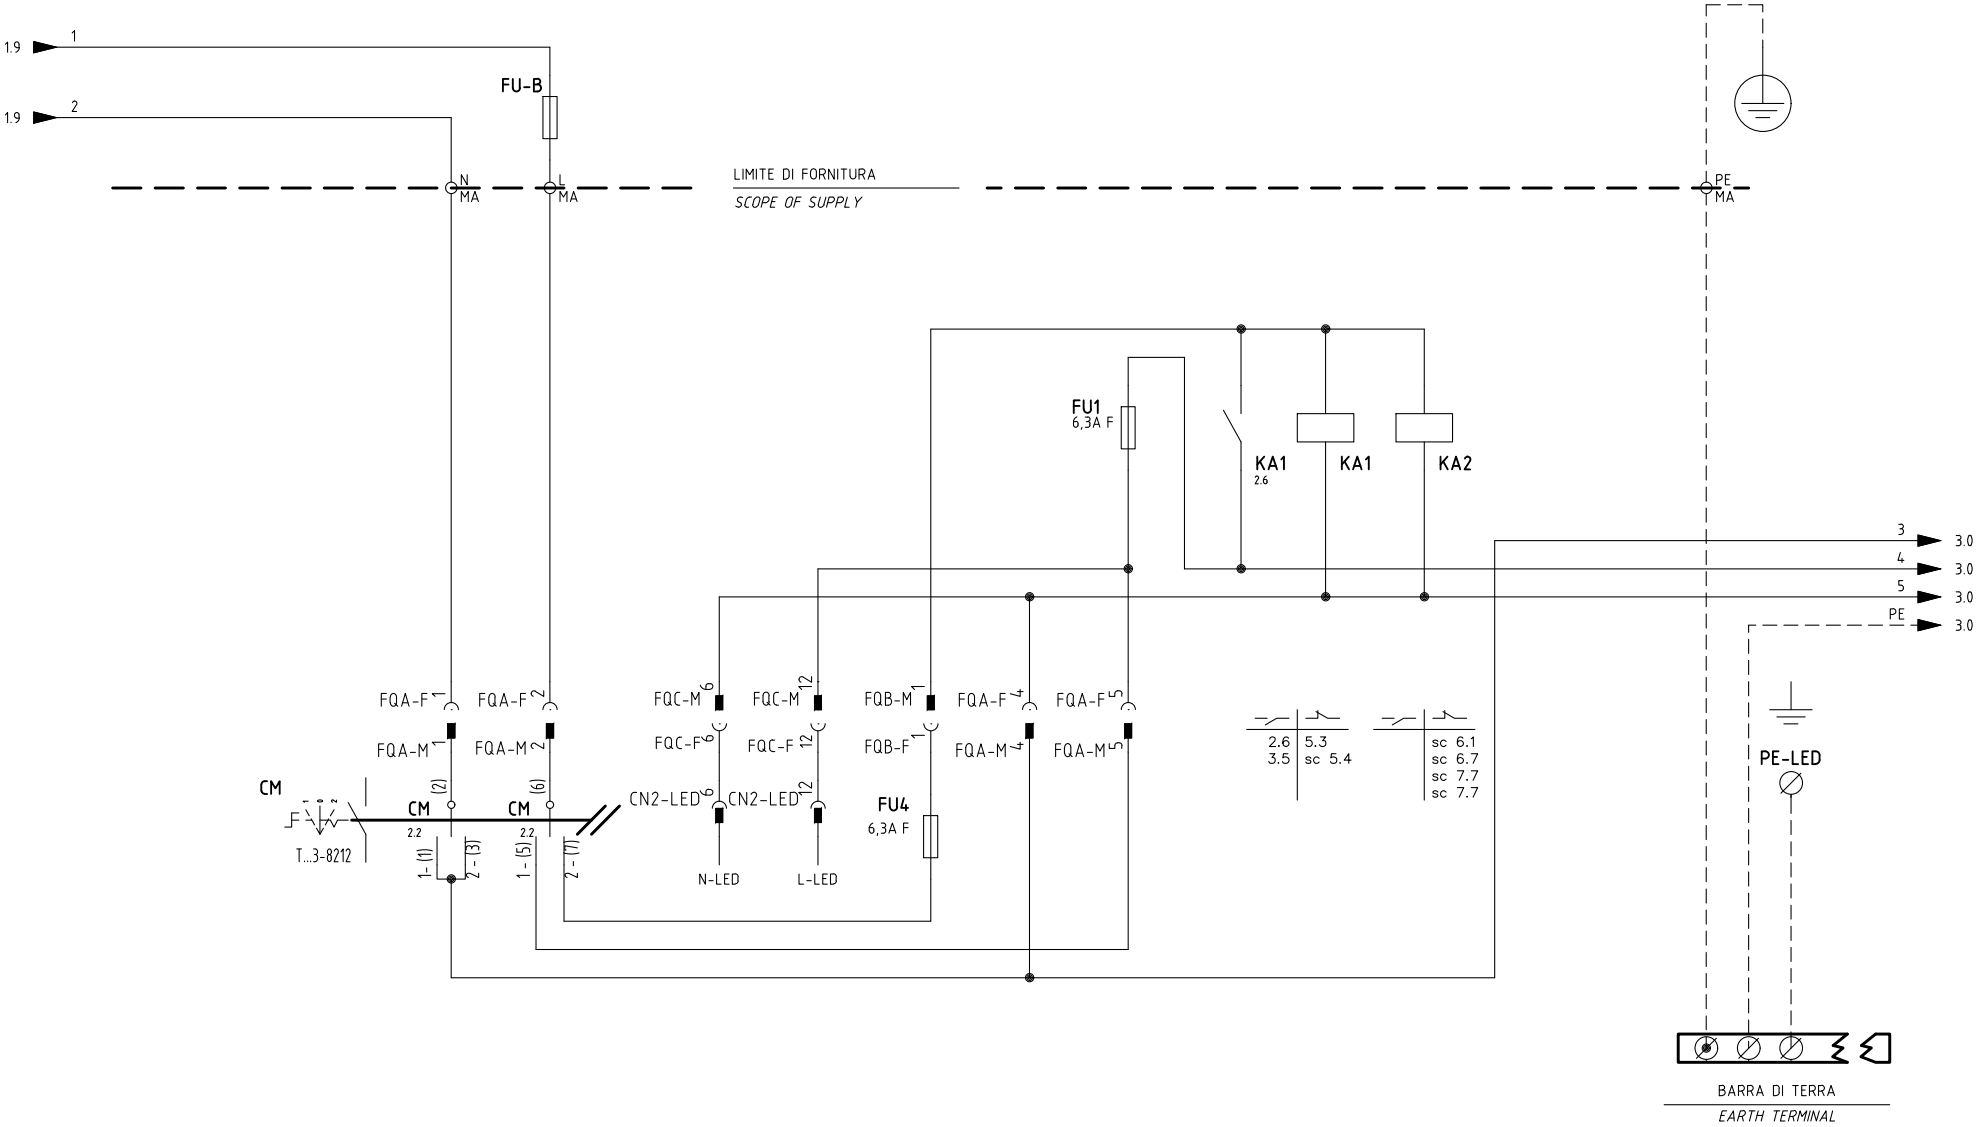 1
1.9
FU-B
2
1.9
N
MA
L
MA
LIMITE DI FORNITURA
SCOPE OF SUPPLY
PE
MA
FU1
6,3A F
KA1
2.6
KA1
KA2
3
3.0
4
3.0
5
3.0
PE
3.0
FQA-F 1
FQA-F 2
FQC-M 6
FQC-M 12
FQB-M 1
FQA-F 4
FQA-F 5
FQA-M 1
FQA-M 2
FQC-F 6
FQC-F 12
FQB-F 1
FQA-M 4
FQA-M 5
2.6 5.3
3.5 sc 5.4
sc 6.1
sc 6.7
sc 7.7
sc 7.7
PE-LED
CM
1 0 2
T...3-8212
(2)
CM
2.2
1- (1)
2 - (3)
(6)
CM
2.2
1 - (5)
2 - (7)
CN2-LED 6
CN2-LED 12
N-LED
L-LED
FU4
6,3A F
BARRA DI TERRA
EARTH TERMINAL